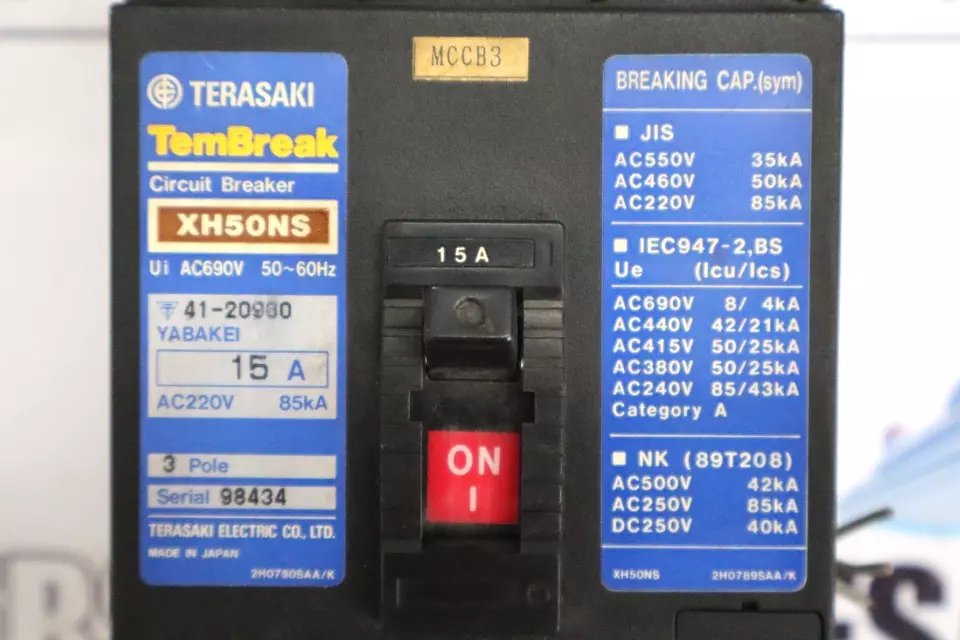 MCCB3
TERASAKI
TemBreak
Circuit Breaker
XH50NS
Ui AC690V 50~60Hz
41-20980
YABAKEI
15 A
AC220V 85kA
3 Pole
Serial 98434
TERASAKI ELECTRIC CO., LTD.
MADE IN JAPAN
2H0780SAA/K
15A
ON
I
BREAKING CAP.(sym)
■ JIS
AC550V 35kA
AC460V 50kA
AC220V 85kA
■ IEC947-2,BS
Ue (Icu/Ics)
AC690V 8/ 4kA
AC440V 42/21kA
AC415V 50/25kA
AC380V 50/25kA
AC240V 85/43kA
Category A
■ NK (89T208)
AC500V 42kA
AC250V 85kA
DC250V 40kA
XH50NS 2H0789SAA/K